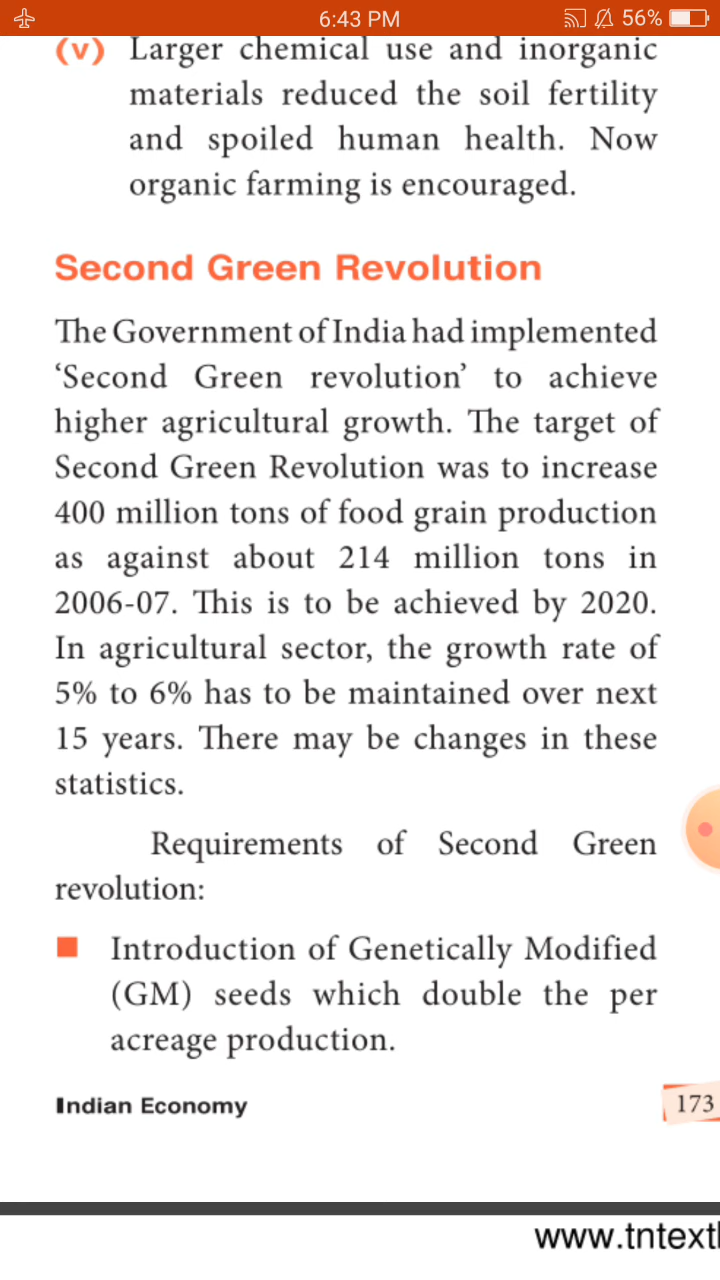 6:43 PM
56%
(v) Larger chemical use and inorganic
materials reduced the soil fertility
and spoiled human health. Now
organic farming is encouraged.
Second Green Revolution
The Government of India had implemented
‘Second Green revolution’ to achieve
higher agricultural growth. The target of
Second Green Revolution was to increase
400 million tons of food grain production
as against about 214 million tons in
2006-07. This is to be achieved by 2020.
In agricultural sector, the growth rate of
5% to 6% has to be maintained over next
15 years. There may be changes in these
statistics.
Requirements of Second Green
revolution:
Introduction of Genetically Modified
(GM) seeds which double the per
acreage production.
Indian Economy
173